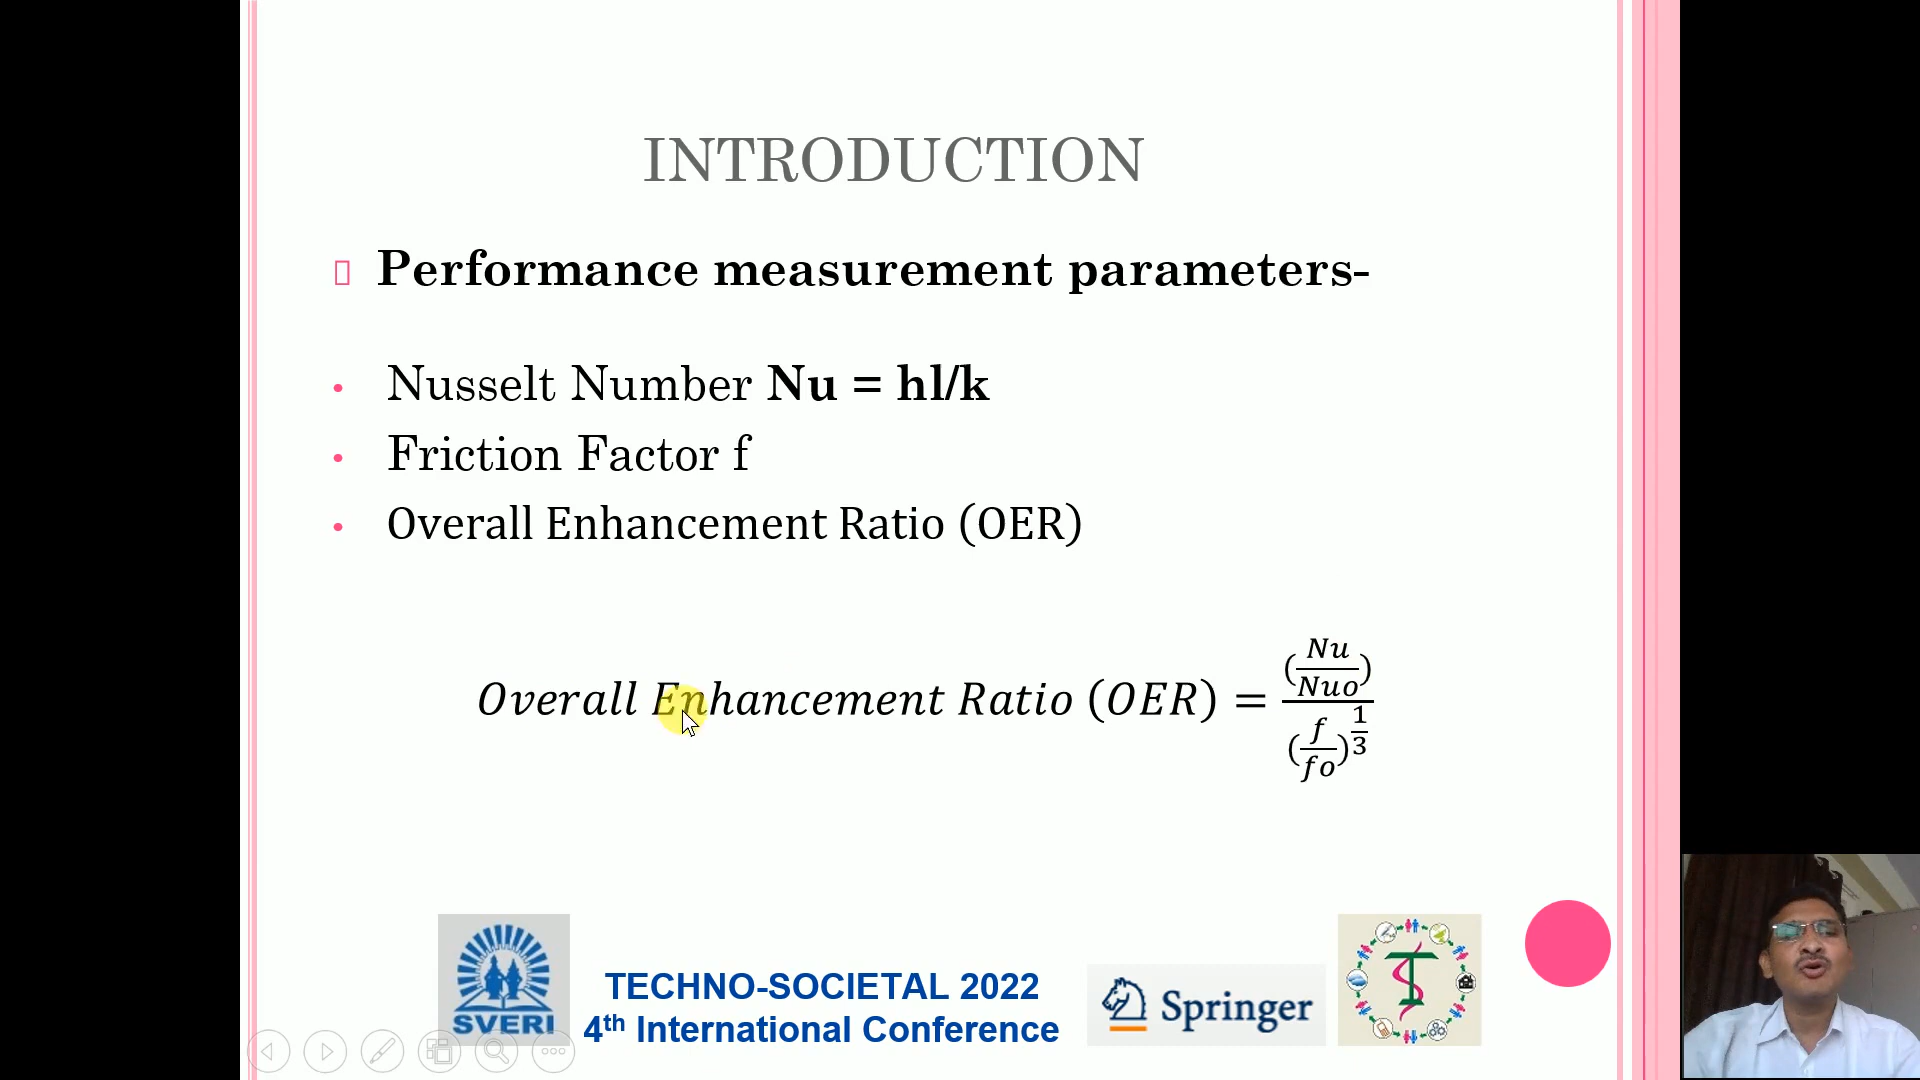 INTRODUCTION
Performance measurement parameters-
• Nusselt Number Nu = hl/k
• Friction Factor f
• Overall Enhancement Ratio (OER)
Overall Enhancement Ratio (OER) = (Nu/Nuo) / (f/fo)^1/3
SVERI
TECHNO-SOCIETAL 2022
4th International Conference
Springer
T